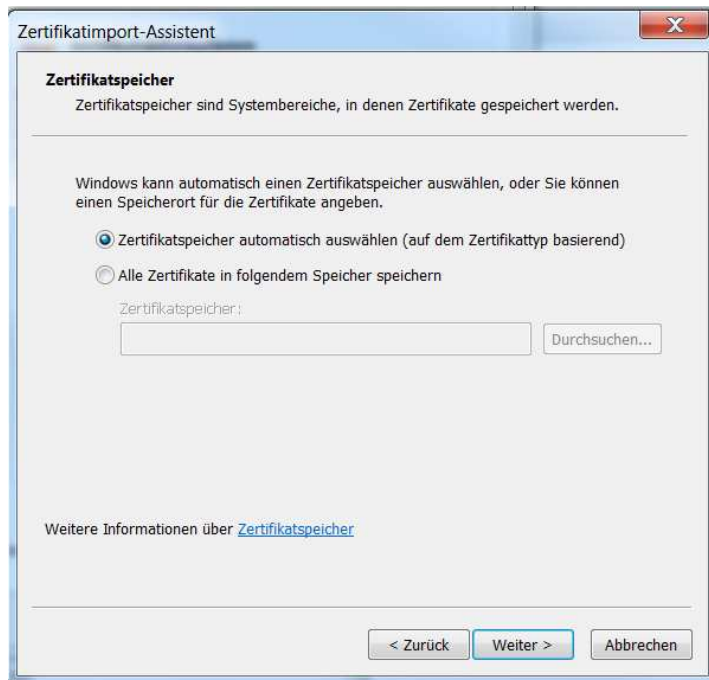 Zertifikatimport-Assistent
Zertifikatspeicher
Zertifikatspeicher sind Systembereiche, in denen Zertifikate gespeichert werden.
Windows kann automatisch einen Zertifikatspeicher auswählen, oder Sie können
einen Speicherort für die Zertifikate angeben.
Zertifikatspeicher automatisch auswählen (auf dem Zertifikattyp basierend)
Alle Zertifikate in folgendem Speicher speichern
Zertifikatspeicher:
Durchsuchen...
Weitere Informationen über Zertifikatspeicher
< Zurück Weiter > Abbrechen